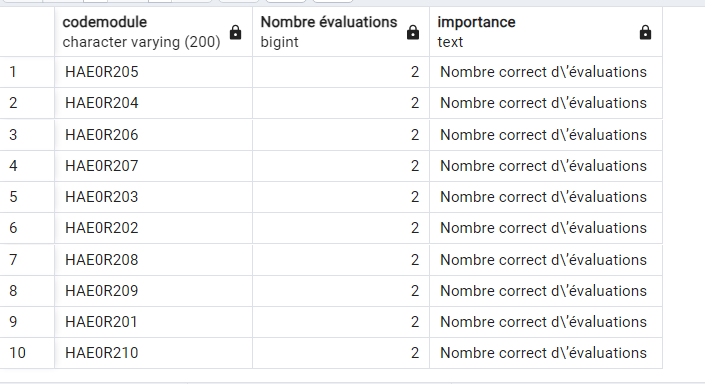 codemodule Nombre évaluations importance
character varying (200) bigint text
1 HAE0R205 2 Nombre correct d\'évaluations
2 HAE0R204 2 Nombre correct d\'évaluations
3 HAE0R206 2 Nombre correct d\'évaluations
4 HAE0R207 2 Nombre correct d\'évaluations
5 HAE0R203 2 Nombre correct d\'évaluations
6 HAE0R202 2 Nombre correct d\'évaluations
7 HAE0R208 2 Nombre correct d\'évaluations
8 HAE0R209 2 Nombre correct d\'évaluations
9 HAE0R201 2 Nombre correct d\'évaluations
10 HAE0R210 2 Nombre correct d\'évaluations